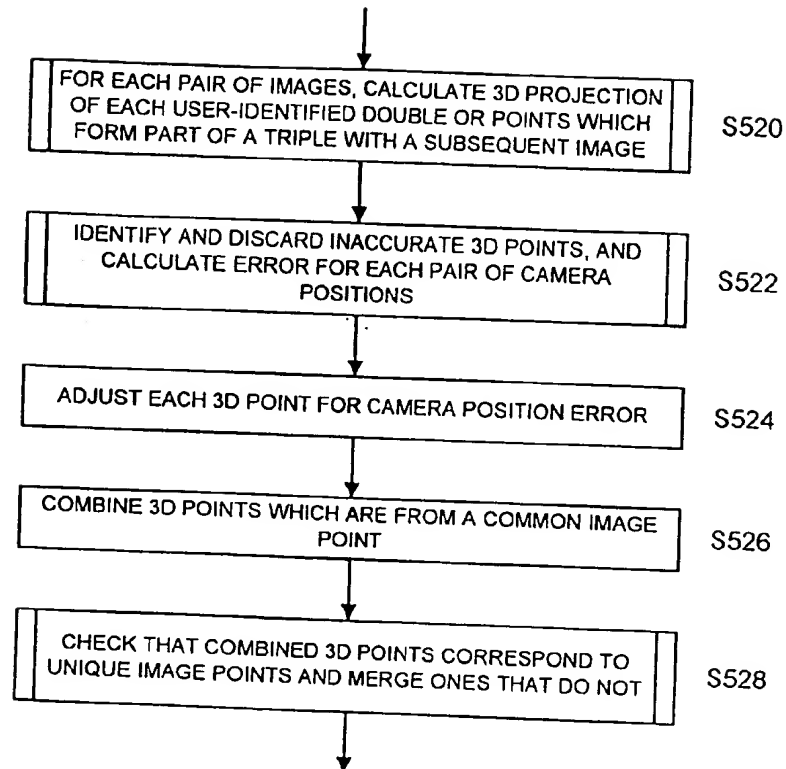 FOR EACH PAIR OF IMAGES, CALCULATE 3D PROJECTION
OF EACH USER-IDENTIFIED DOUBLE OR POINTS WHICH
FORM PART OF A TRIPLE WITH A SUBSEQUENT IMAGE
S520
IDENTIFY AND DISCARD INACCURATE 3D POINTS, AND
CALCULATE ERROR FOR EACH PAIR OF CAMERA
POSITIONS
S522
ADJUST EACH 3D POINT FOR CAMERA POSITION ERROR
S524
COMBINE 3D POINTS WHICH ARE FROM A COMMON IMAGE
POINT
S526
CHECK THAT COMBINED 3D POINTS CORRESPOND TO
UNIQUE IMAGE POINTS AND MERGE ONES THAT DO NOT
S528